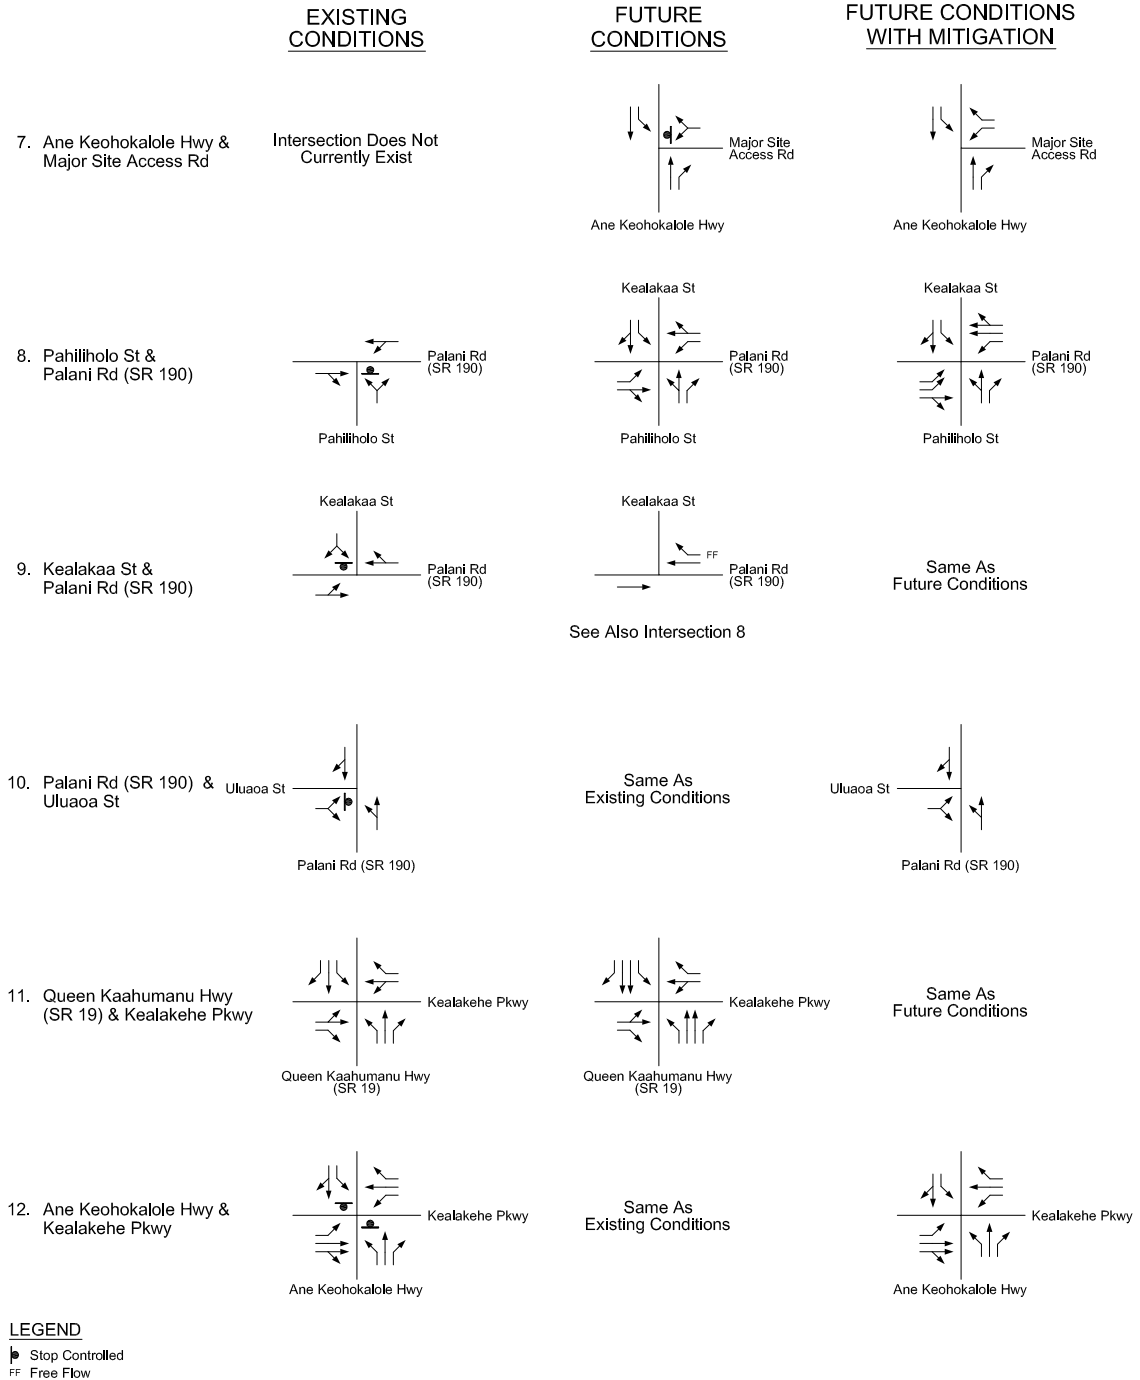 EXISTING
CONDITIONS
FUTURE
CONDITIONS
FUTURE CONDITIONS
WITH MITIGATION
7. Ane Keohokalole Hwy &
Major Site Access Rd
Intersection Does Not
Currently Exist
Major Site
Access Rd
Ane Keohokalole Hwy
Major Site
Access Rd
Ane Keohokalole Hwy
8. Pahiliholo St &
Palani Rd (SR 190)
Palani Rd
(SR 190)
Pahiliholo St
Kealakaa St
Palani Rd
(SR 190)
Pahiliholo St
Kealakaa St
Palani Rd
(SR 190)
Pahiliholo St
9. Kealakaa St &
Palani Rd (SR 190)
Kealakaa St
Palani Rd
(SR 190)
Kealakaa St
FF
Palani Rd
(SR 190)
See Also Intersection 8
Same As
Future Conditions
10. Palani Rd (SR 190) &
Uluaoa St
Uluaoa St
Palani Rd (SR 190)
Same As
Existing Conditions
Uluaoa St
Palani Rd (SR 190)
11. Queen Kaahumanu Hwy
(SR 19) & Kealakehe Pkwy
Kealakehe Pkwy
Queen Kaahumanu Hwy
(SR 19)
Kealakehe Pkwy
Queen Kaahumanu Hwy
(SR 19)
Same As
Future Conditions
12. Ane Keohokalole Hwy &
Kealakehe Pkwy
Kealakehe Pkwy
Ane Keohokalole Hwy
Same As
Existing Conditions
Kealakehe Pkwy
Ane Keohokalole Hwy
LEGEND
Stop Controlled
FF Free Flow